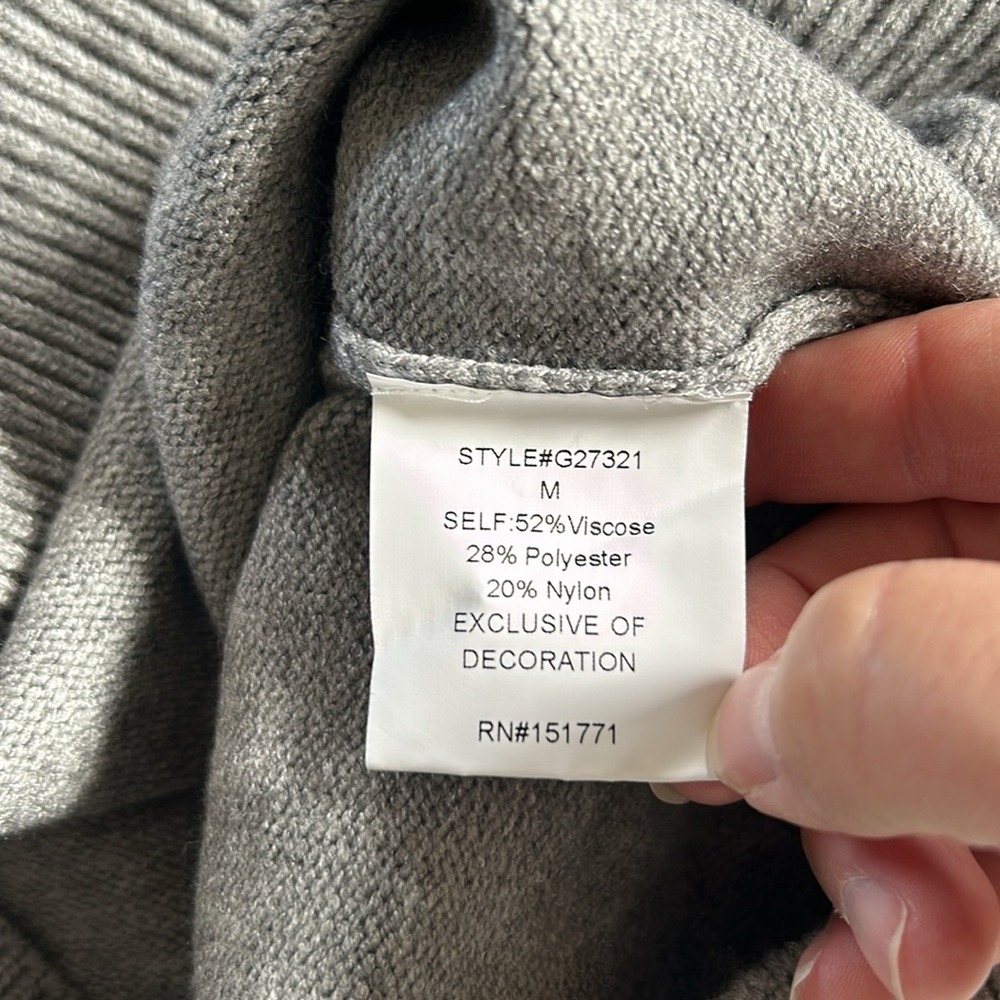 STYLE#G27321
M
SELF:52%Viscose
28% Polyester
20% Nylon
EXCLUSIVE OF
DECORATION
RN#151771